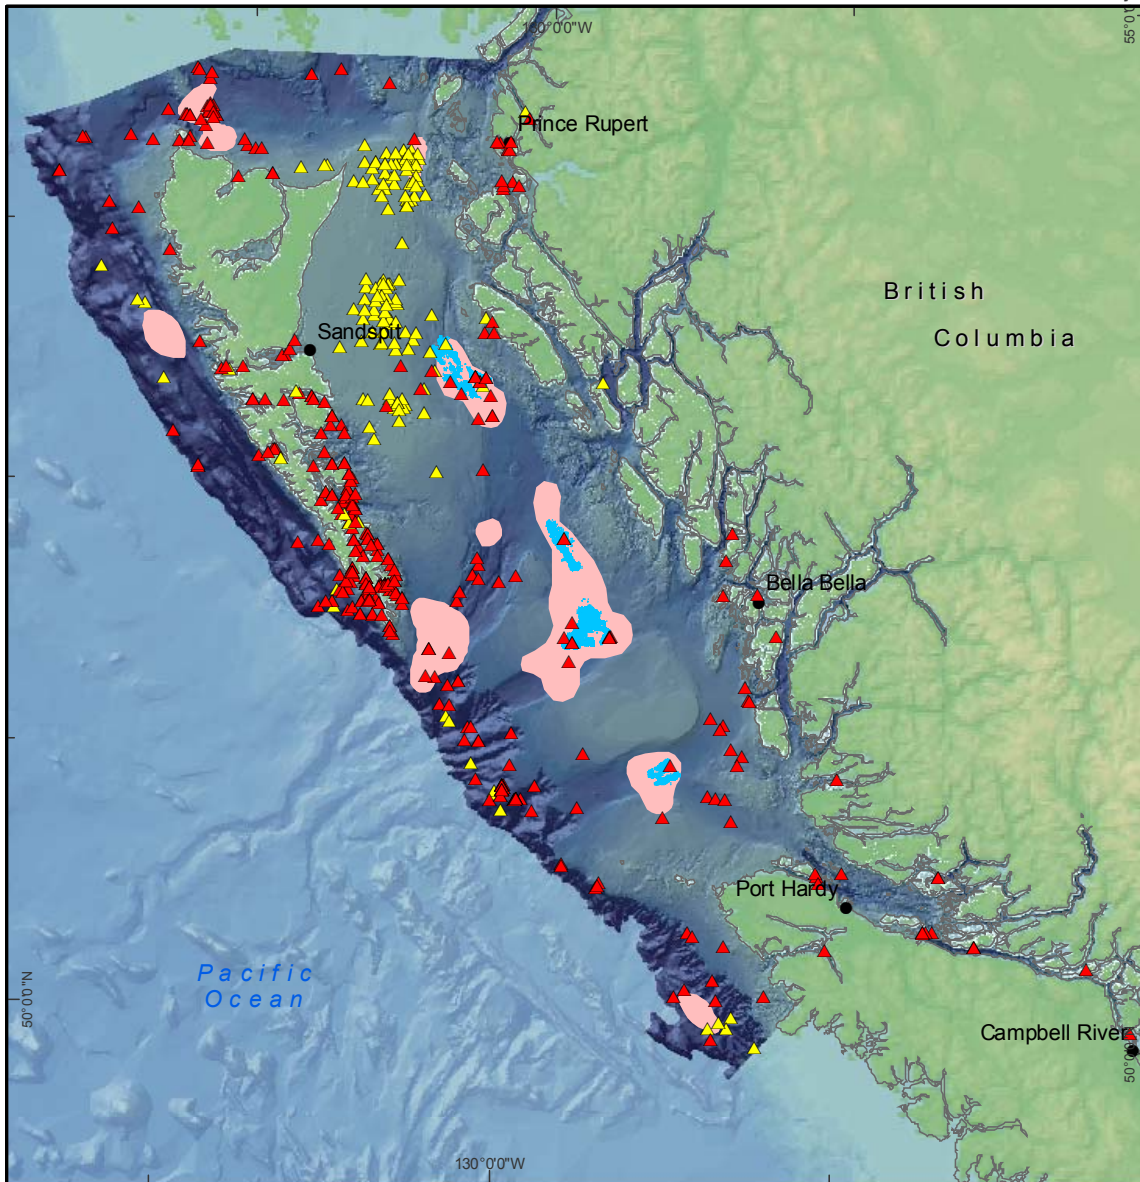 130°0'0"W
55°0'0"
Prince Rupert
British
Columbia
Sandspit
Bella Bella
Port Hardy
Pacific
Ocean
50°0'0"N
Campbell River
130°0'0"W